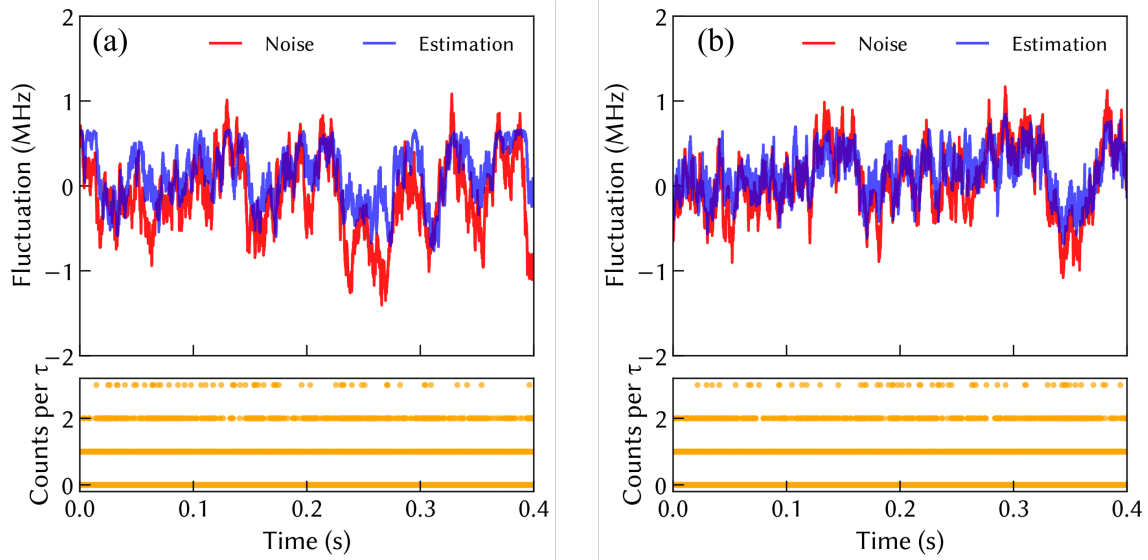 (a) Noise Estimation
Fluctuation (MHz)
2
1
0
−1
−2
Counts per τ
2
0
0.0 0.1 0.2 0.3 0.4
Time (s)
(b) Noise Estimation
Fluctuation (MHz)
2
1
0
−1
−2
Counts per τ
2
0
0.0 0.1 0.2 0.3 0.4
Time (s)